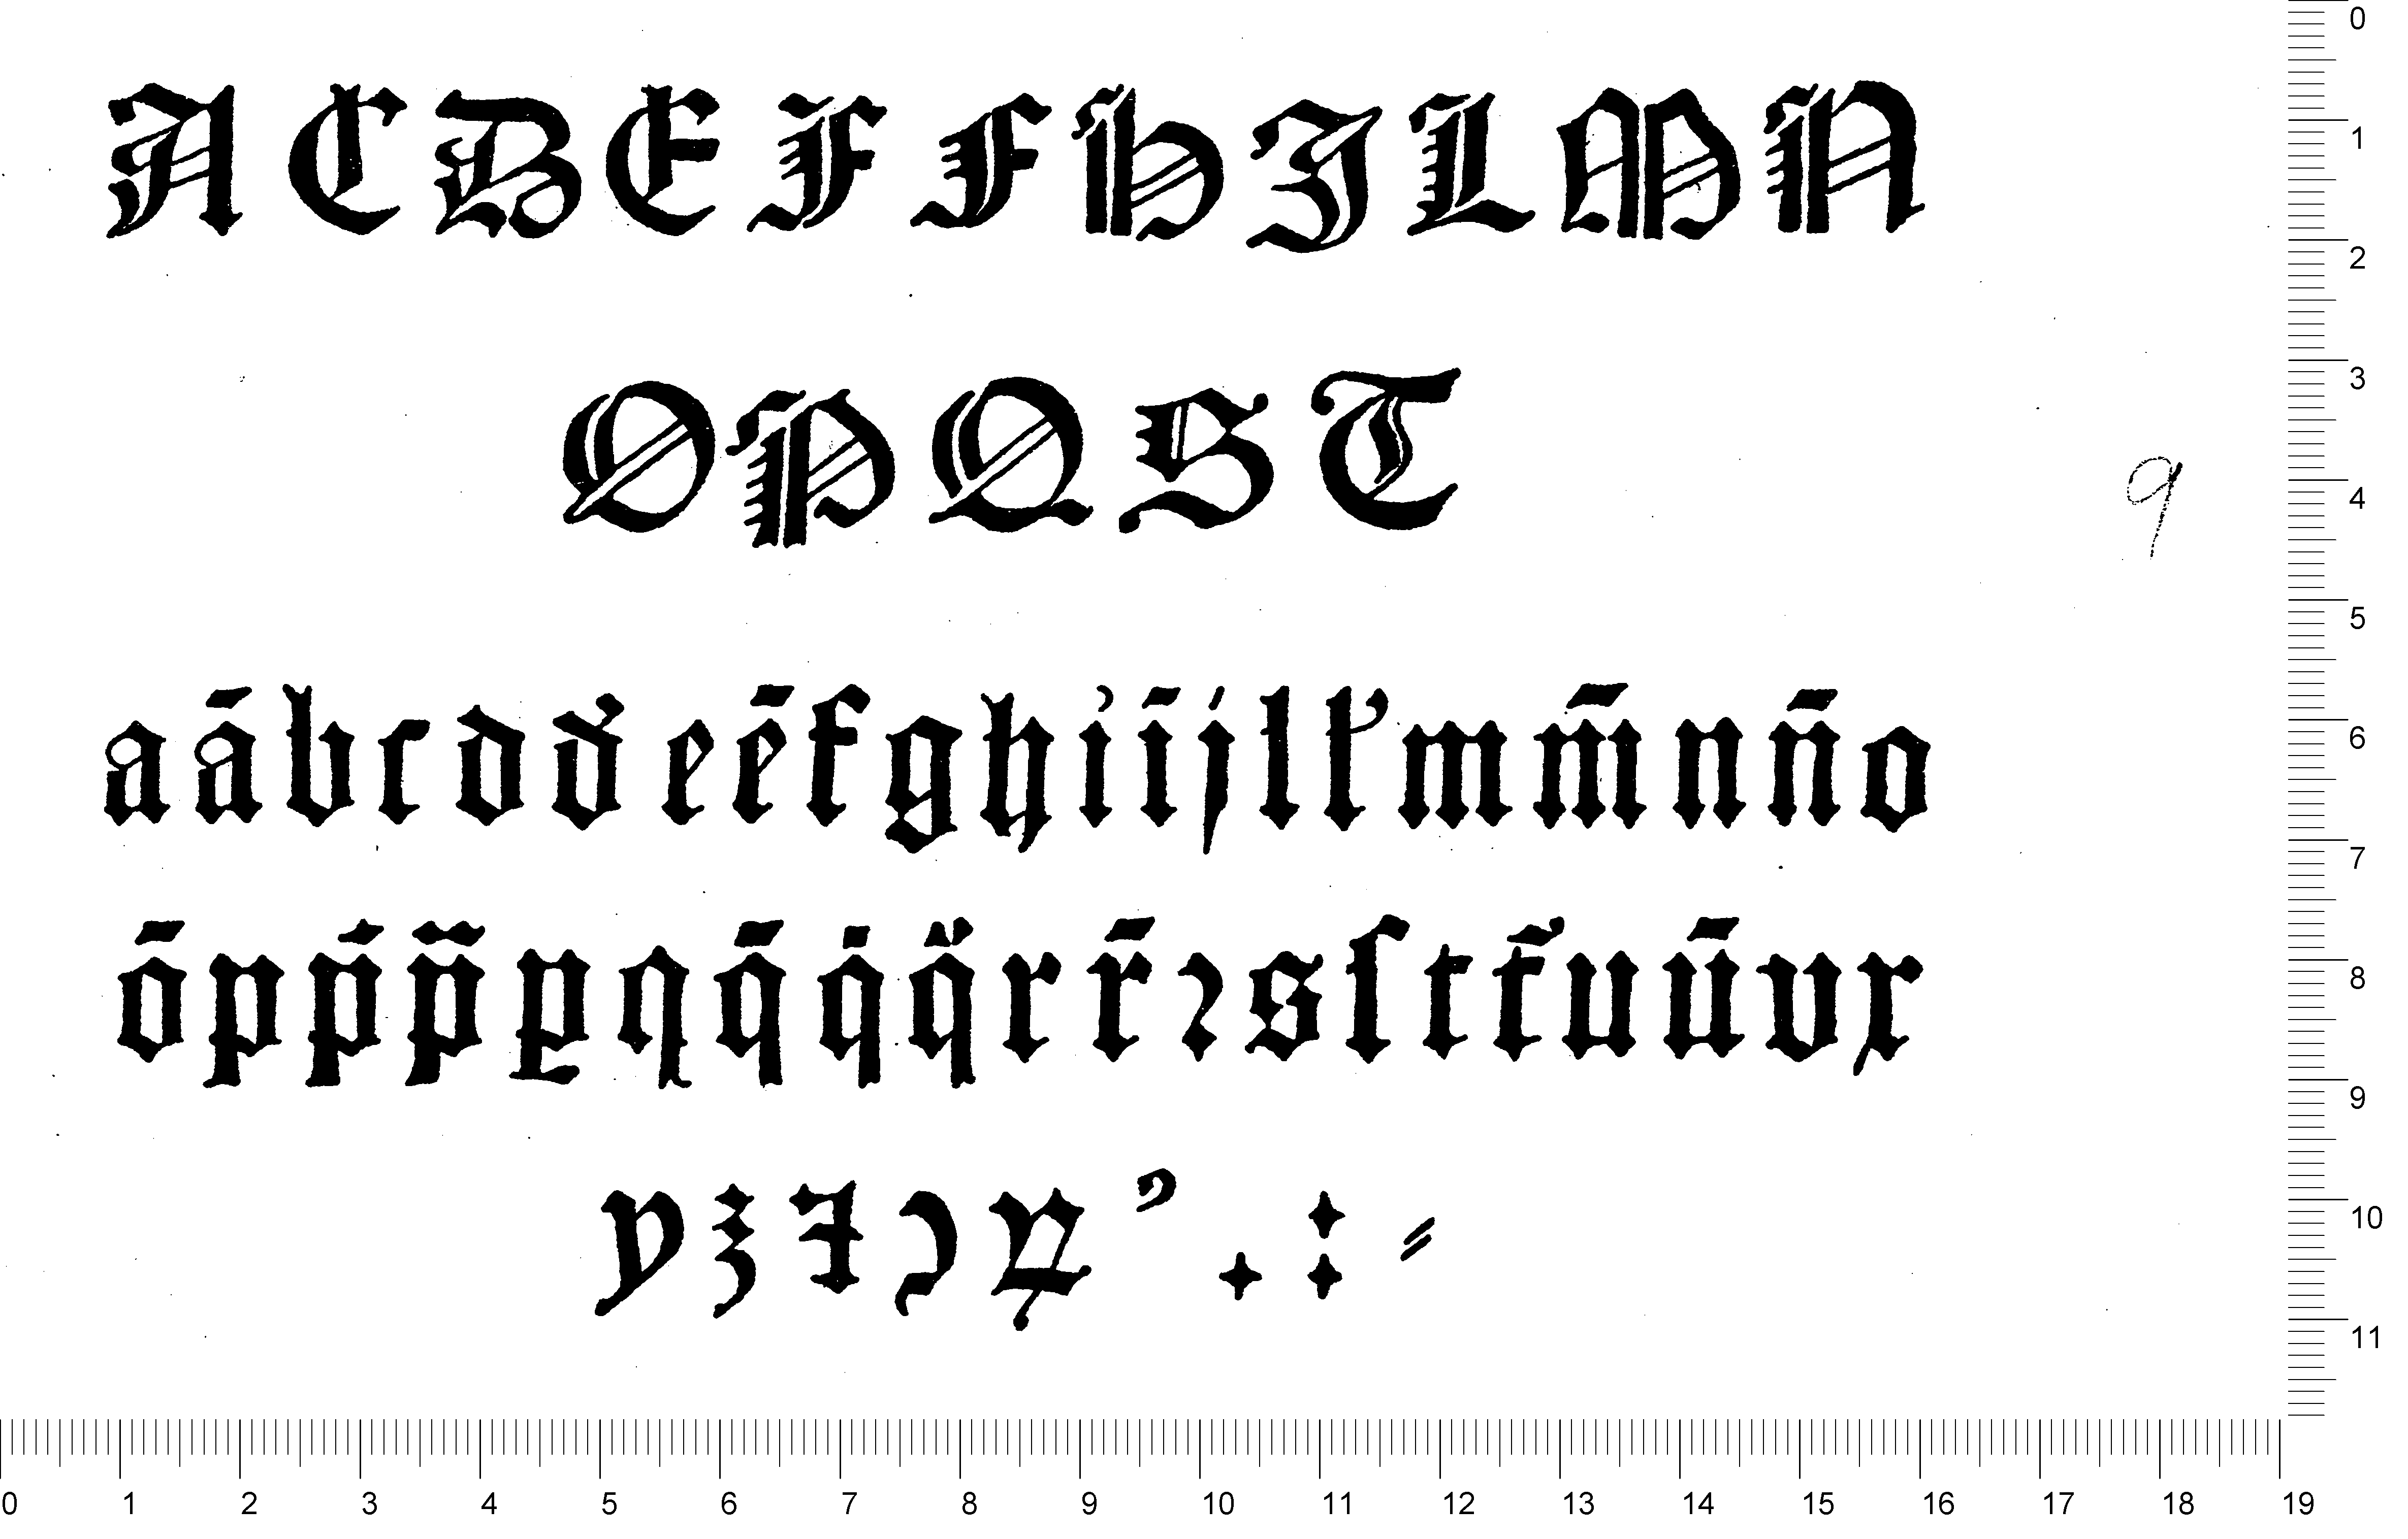 A C B E F F H I L M N
O P Q S T
a ā b c d d̓ e ē f g h i̓ ī j l l̓ m m̄ n n̄ o
ō p p̄ p̃ ꝑ q q̄ q̇ q̈ r r̄ ꝛ s ſ t t̄ u ū v x
y z ⁊ ꝝ ʼ . : ⸗
9
0
1
2
3
4
5
6
7
8
9
10
11
0 1 2 3 4 5 6 7 8 9 10 11 12 13 14 15 16 17 18 19